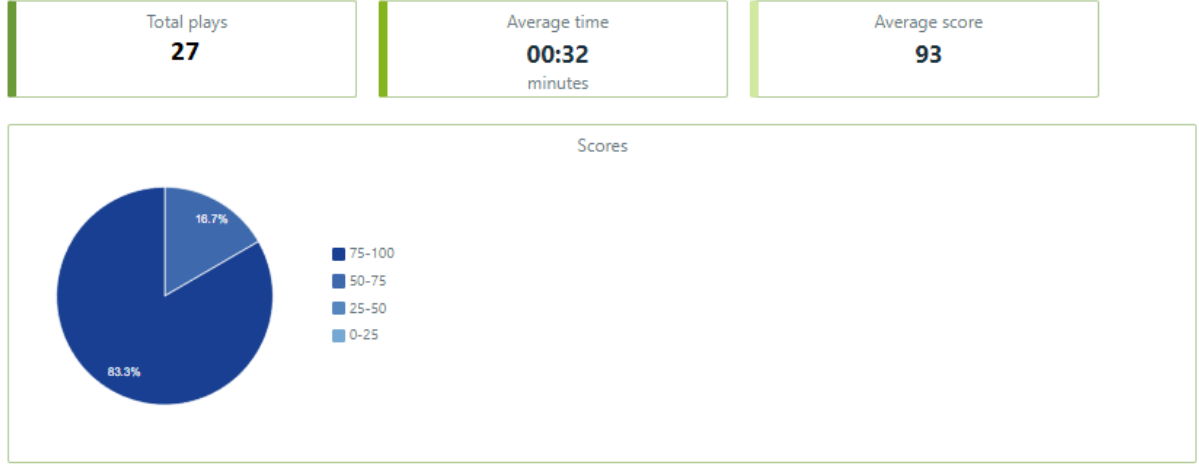 Total plays
27
Average time
00:32
minutes
Average score
93
Scores
16.7%
83.3%
75-100
50-75
25-50
0-25